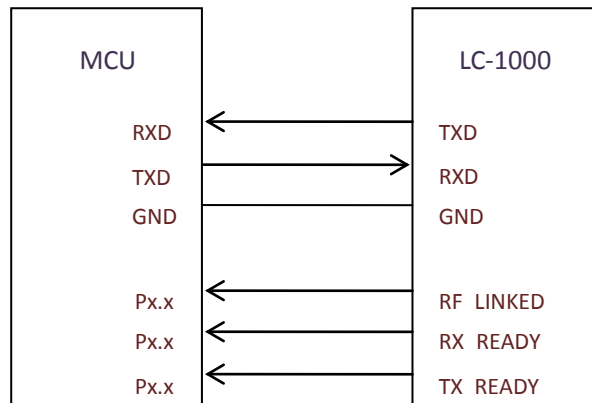 MCU LC-1000
RXD TXD
TXD RXD
GND GND
Px.x RF LINKED
Px.x RX READY
Px.x TX READY